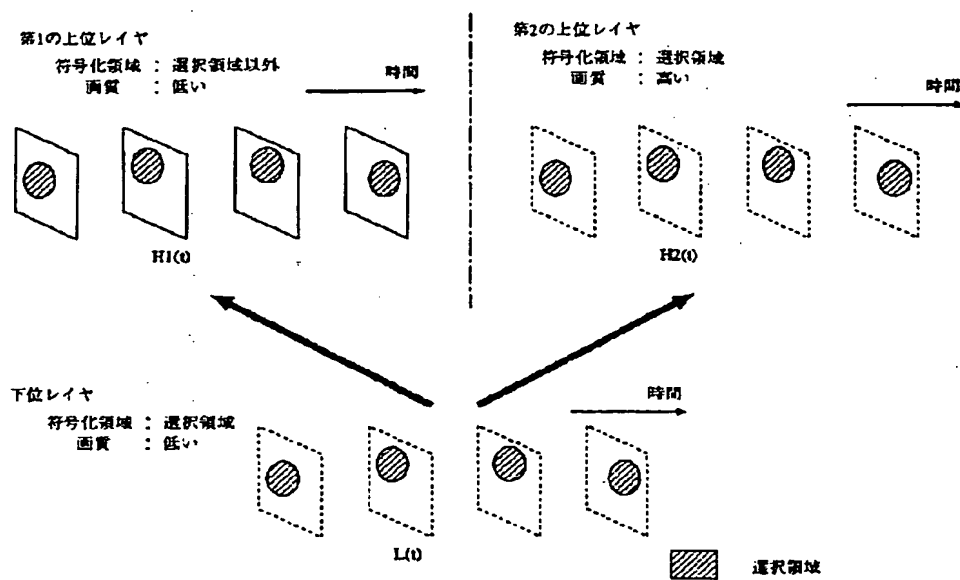 第1の上位レイヤ
符号化領域 : 選択領域以外
画質 : 低い
時間
H1(t)
第2の上位レイヤ
符号化領域 : 選択領域
画質 : 高い
時間
H2(t)
下位レイヤ
符号化領域 : 選択領域
画質 : 低い
時間
L(t)
選択領域